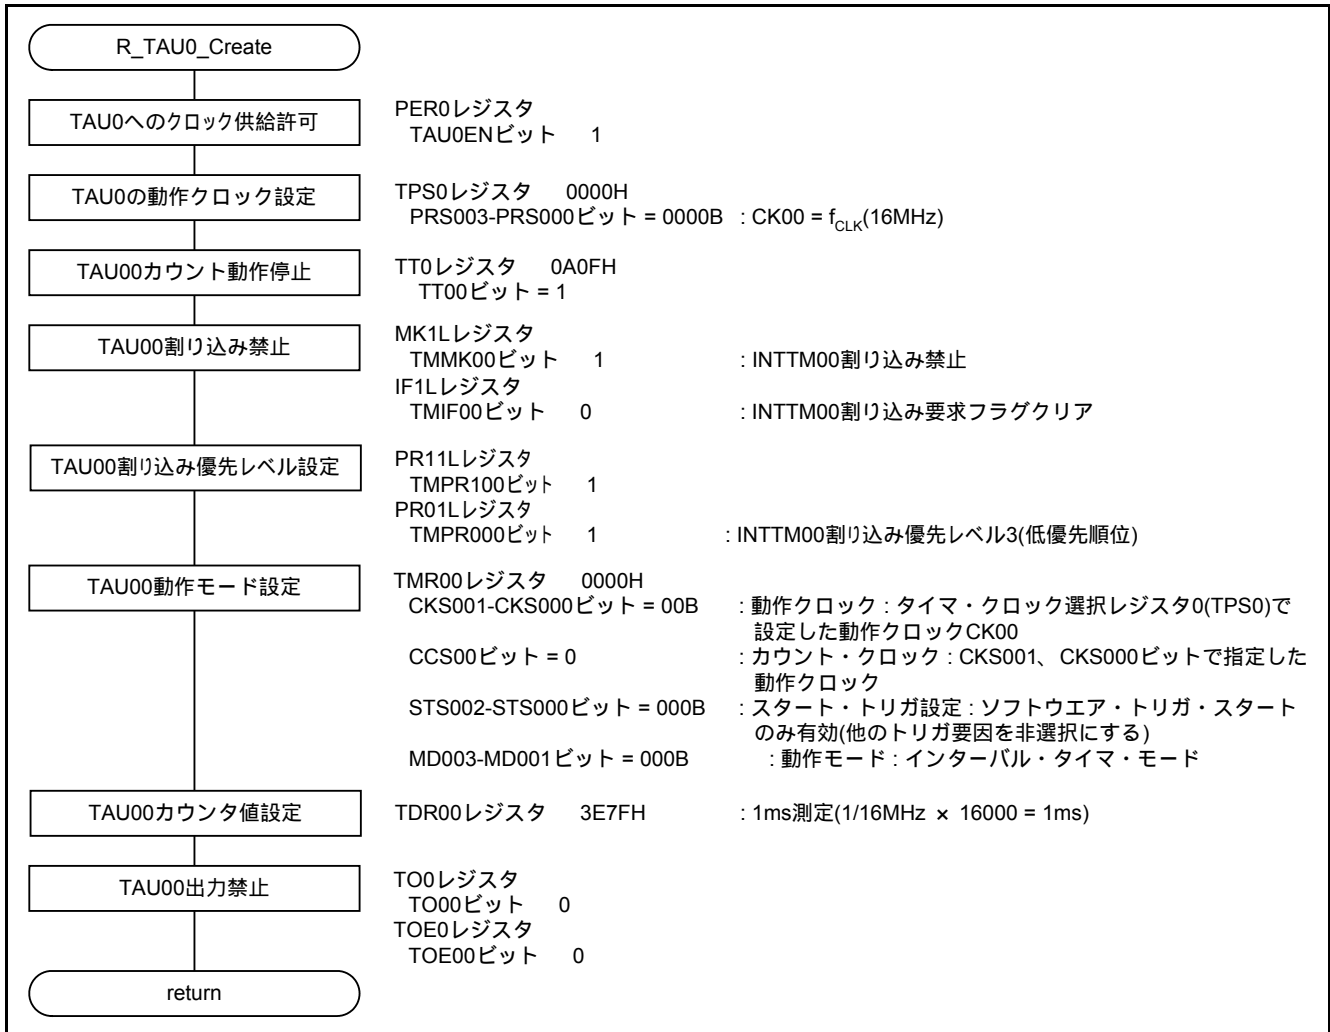 R_TAU0_Create
TAU0へのクロック供給許可
PER0レジスタ
TAU0ENビット 1
TAU0の動作クロック設定
TPS0レジスタ 0000H
PRS003-PRS000ビット = 0000B : CK00 = fCLK(16MHz)
TAU00カウント動作停止
TT0レジスタ 0A0FH
TT00ビット = 1
TAU00割り込み禁止
MK1Lレジスタ
TMMK00ビット 1 : INTTM00割り込み禁止
IF1Lレジスタ
TMIF00ビット 0 : INTTM00割り込み要求フラグクリア
TAU00割り込み優先レベル設定
PR11Lレジスタ
TMPR100ビット 1
PR01Lレジスタ
TMPR000ビット 1 : INTTM00割り込み優先レベル3(低優先順位)
TAU00動作モード設定
TMR00レジスタ 0000H
CKS001-CKS000ビット = 00B : 動作クロック : タイマ・クロック選択レジスタ0(TPS0)で
設定した動作クロックCK00
CCS00ビット = 0 : カウント・クロック : CKS001、CKS000ビットで指定した
動作クロック
STS002-STS000ビット = 000B : スタート・トリガ設定 : ソフトウエア・トリガ・スタート
のみ有効(他のトリガ要因を非選択にする)
MD003-MD001ビット = 000B : 動作モード : インターバル・タイマ・モード
TAU00カウンタ値設定
TDR00レジスタ 3E7FH : 1ms測定(1/16MHz × 16000 = 1ms)
TAU00出力禁止
TO0レジスタ
TO00ビット 0
TOE0レジスタ
TOE00ビット 0
return